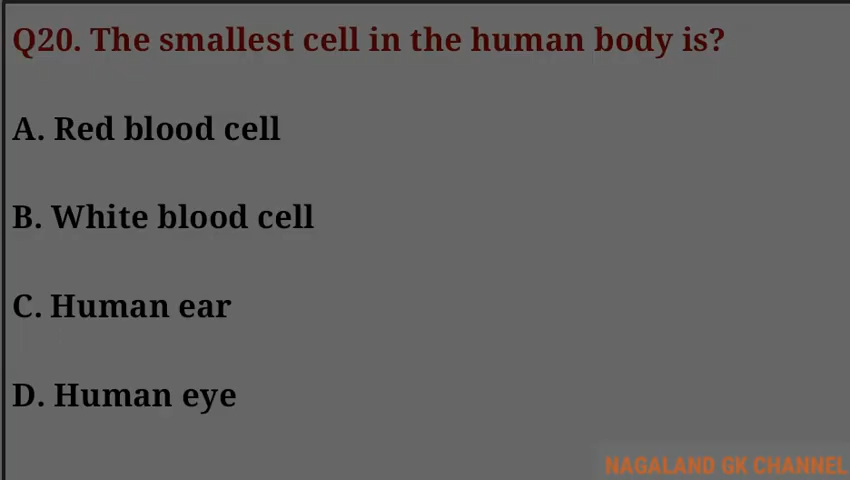 Q20. The smallest cell in the human body is?
A. Red blood cell
B. White blood cell
C. Human ear
D. Human eye
NAGALAND GK CHANNEL